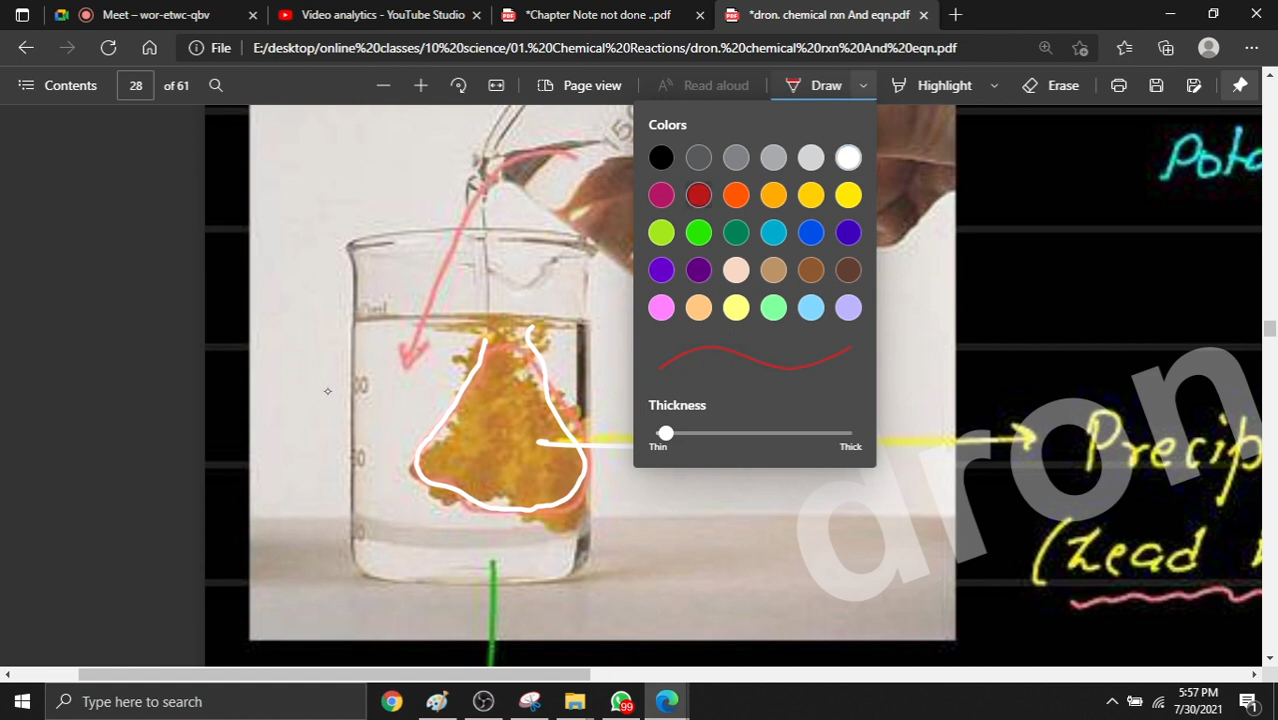 Meet – wor-etwc-qbv
Video analytics - YouTube Studio
*Chapter Note not done ..pdf
*dron. chemical rxn And eqn.pdf
File
E:/desktop/online%20classes/10%20science/01.%20Chemical%20Reactions/dron.%20chemical%20rxn%20And%20eqn.pdf
Contents
28
of 61
Page view
Read aloud
Draw
Highlight
Erase
Colors
Pota
Thickness
Thin
Thick
dron
Precip
(Lead
Type here to search
99
5:57 PM
7/30/2021
1